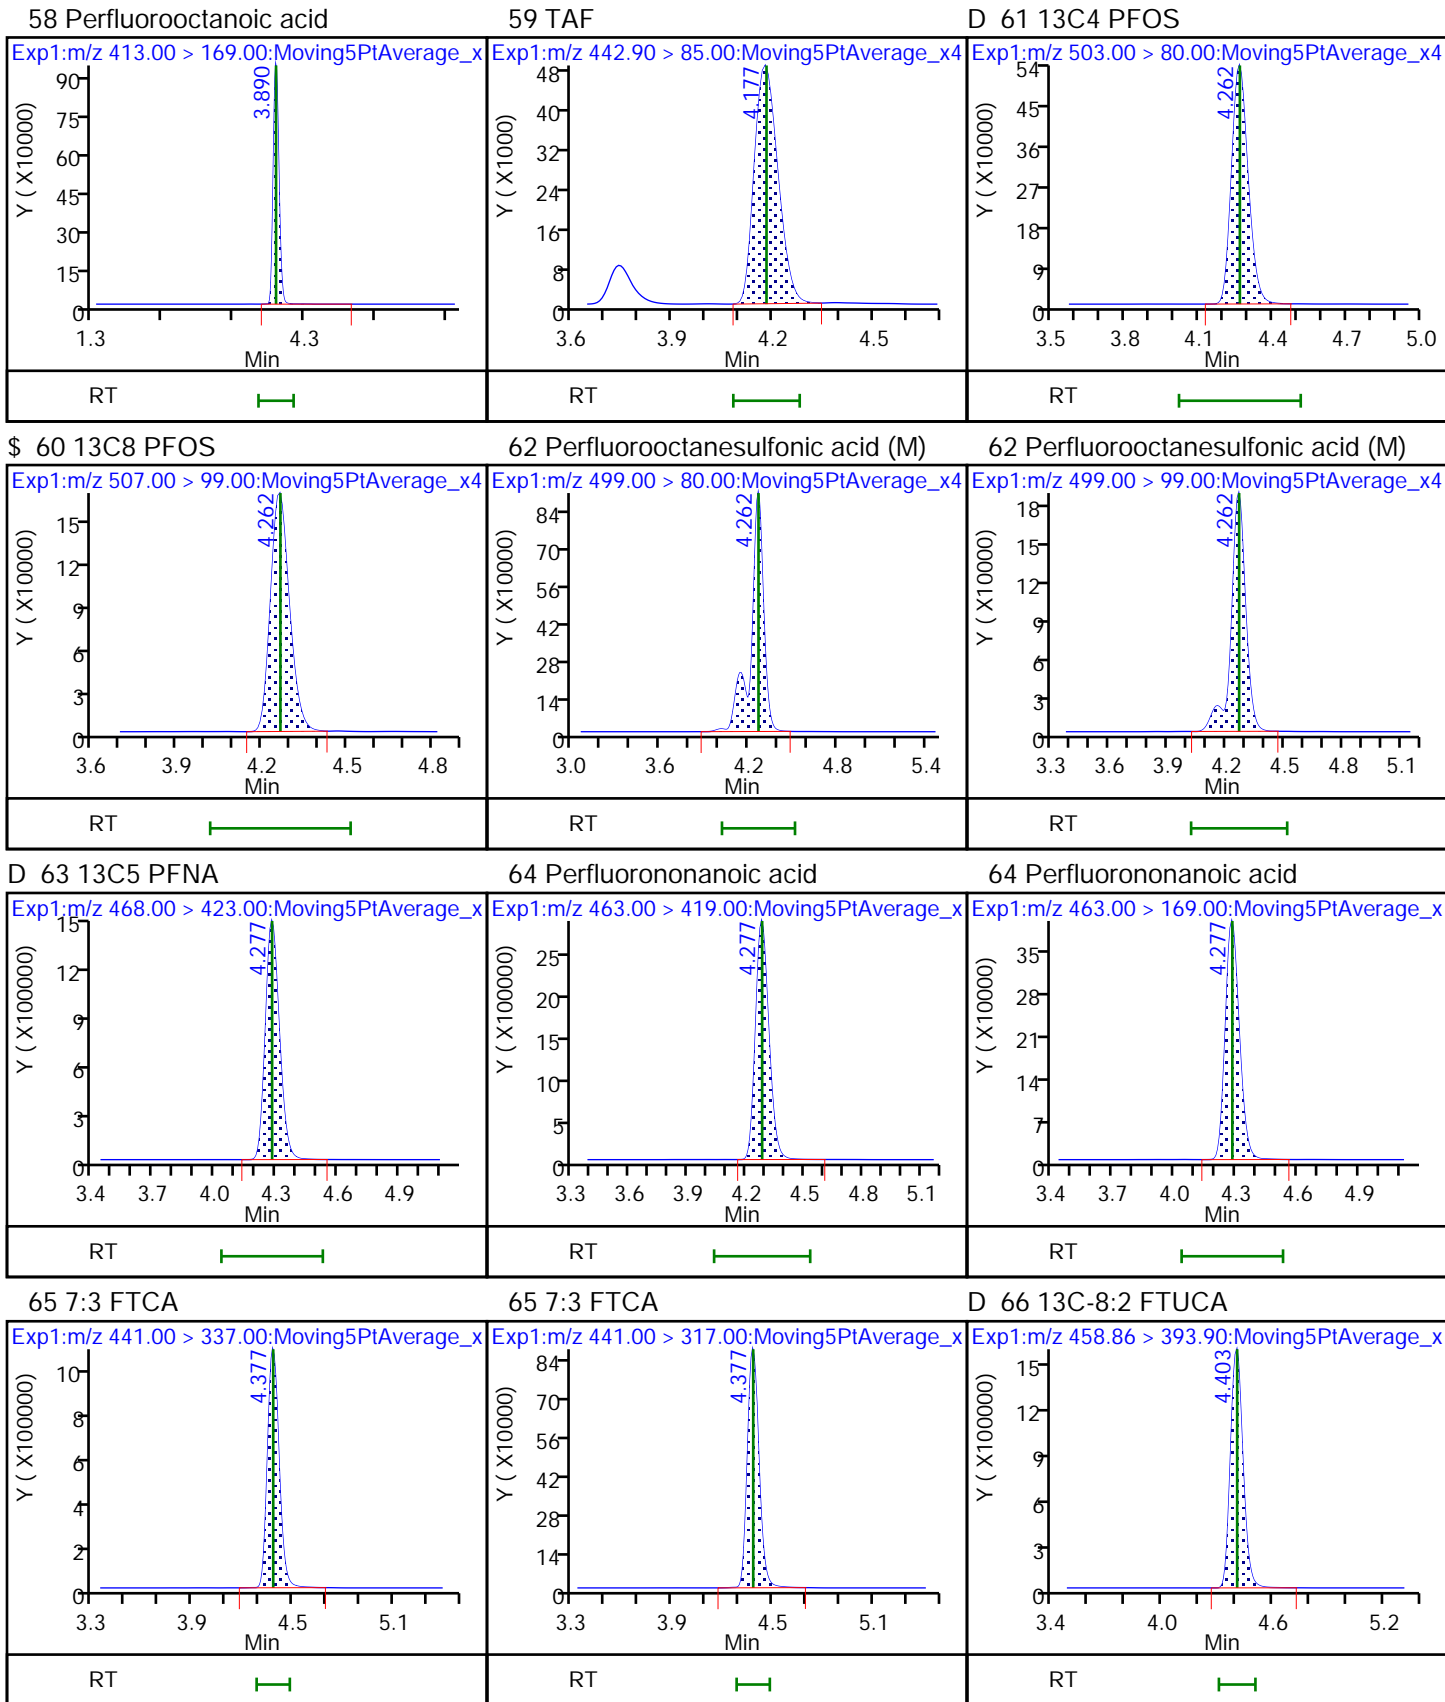 58 Perfluorooctanoic acid
Exp1:m/z 413.00 > 169.00:Moving5PtAverage_x
Y ( X10000)
90
75
60
45
30
15
0
3.890
1.3 4.3
Min
RT
59 TAF
Exp1:m/z 442.90 > 85.00:Moving5PtAverage_x4
Y ( X1000)
48
40
32
24
16
8
0
4.177
3.6 3.9 4.2 4.5
Min
RT
D 61 13C4 PFOS
Exp1:m/z 503.00 > 80.00:Moving5PtAverage_x4
Y ( X10000)
54
45
36
27
18
9
0
4.262
3.5 3.8 4.1 4.4 4.7 5.0
Min
RT
$ 60 13C8 PFOS
Exp1:m/z 507.00 > 99.00:Moving5PtAverage_x4
Y ( X10000)
15
12
9
6
3
0
4.262
3.6 3.9 4.2 4.5 4.8
Min
RT
62 Perfluorooctanesulfonic acid (M)
Exp1:m/z 499.00 > 80.00:Moving5PtAverage_x4
Y ( X10000)
84
70
56
42
28
14
0
4.262
3.0 3.6 4.2 4.8 5.4
Min
RT
62 Perfluorooctanesulfonic acid (M)
Exp1:m/z 499.00 > 99.00:Moving5PtAverage_x4
Y ( X10000)
18
15
12
9
6
3
0
4.262
3.3 3.6 3.9 4.2 4.5 4.8 5.1
Min
RT
D 63 13C5 PFNA
Exp1:m/z 468.00 > 423.00:Moving5PtAverage_x
Y ( X100000)
15
12
9
6
3
0
4.277
3.4 3.7 4.0 4.3 4.6 4.9
Min
RT
64 Perfluorononanoic acid
Exp1:m/z 463.00 > 419.00:Moving5PtAverage_x
Y ( X100000)
25
20
15
10
5
0
4.277
3.3 3.6 3.9 4.2 4.5 4.8 5.1
Min
RT
64 Perfluorononanoic acid
Exp1:m/z 463.00 > 169.00:Moving5PtAverage_x
Y ( X10000)
35
28
21
14
7
0
4.277
3.4 3.7 4.0 4.3 4.6 4.9
Min
RT
65 7:3 FTCA
Exp1:m/z 441.00 > 337.00:Moving5PtAverage_x
Y ( X100000)
10
8
6
4
2
0
4.377
3.3 3.9 4.5 5.1
Min
RT
65 7:3 FTCA
Exp1:m/z 441.00 > 317.00:Moving5PtAverage_x
Y ( X10000)
84
70
56
42
28
14
0
4.377
3.3 3.9 4.5 5.1
Min
RT
D 66 13C-8:2 FTUCA
Exp1:m/z 458.86 > 393.90:Moving5PtAverage_x
Y ( X100000)
15
12
9
6
3
0
4.403
3.4 4.0 4.6 5.2
Min
RT